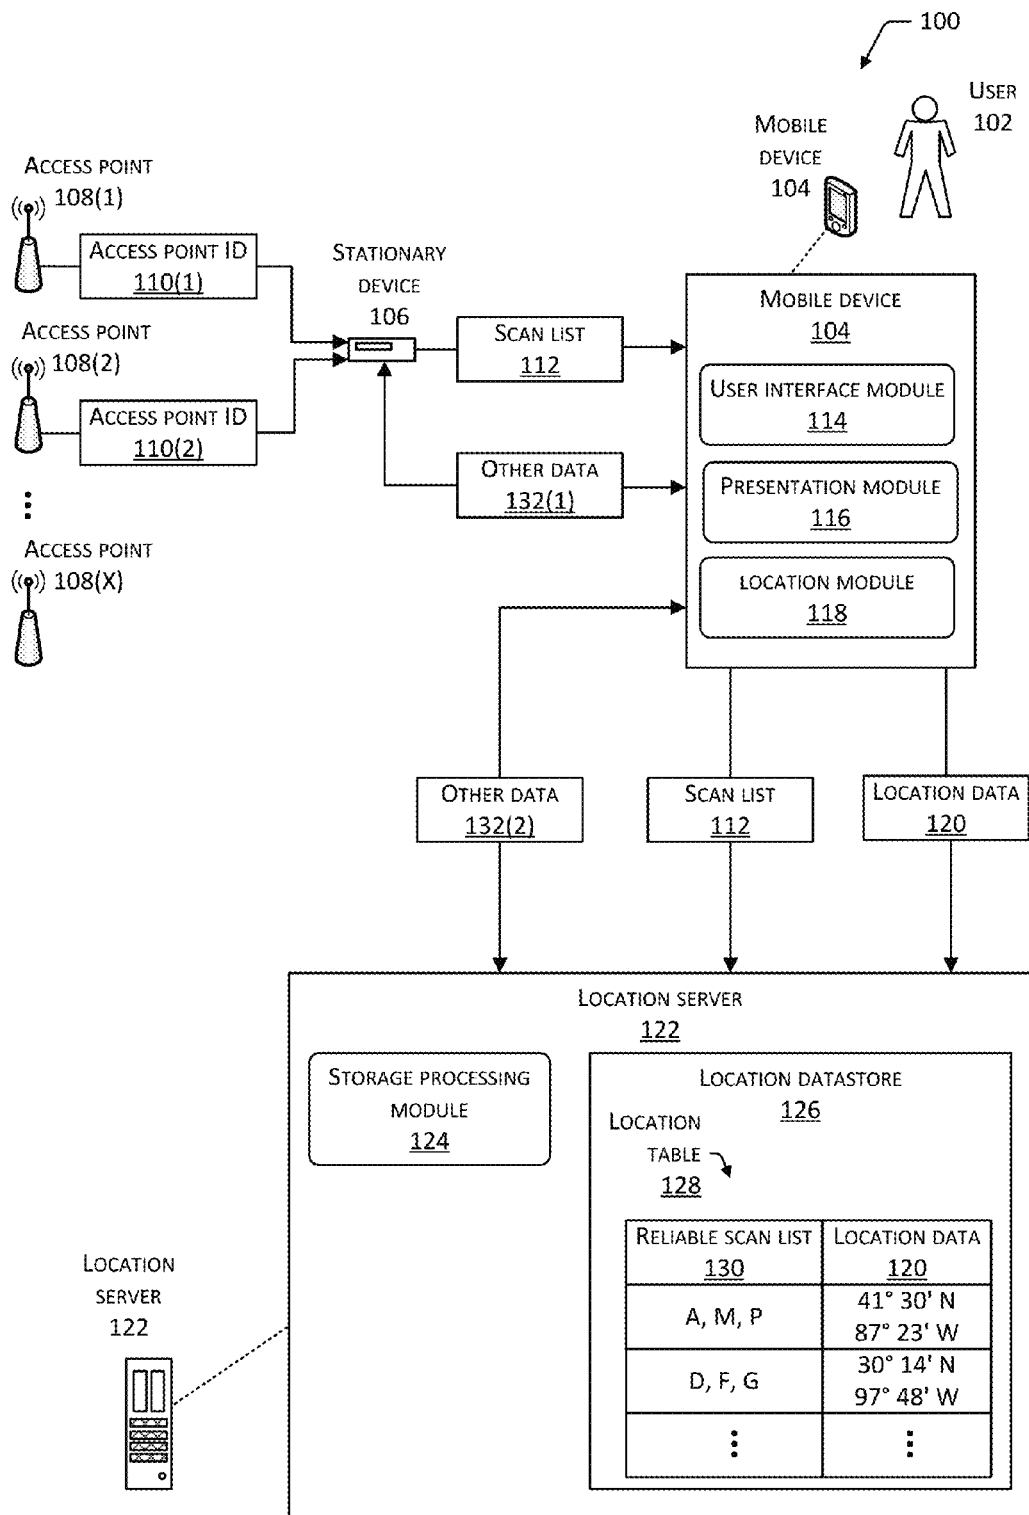 100
USER
102
MOBILE
DEVICE
104
ACCESS POINT
108(1)
ACCESS POINT ID
110(1)
STATIONARY
DEVICE
106
SCAN LIST
112
MOBILE DEVICE
104
USER INTERFACE MODULE
114
PRESENTATION MODULE
116
LOCATION MODULE
118
ACCESS POINT
108(2)
ACCESS POINT ID
110(2)
OTHER DATA
132(1)
ACCESS POINT
108(X)
OTHER DATA
132(2)
SCAN LIST
112
LOCATION DATA
120
LOCATION SERVER
122
STORAGE PROCESSING
MODULE
124
LOCATION DATASTORE
126
LOCATION
TABLE
128
RELIABLE SCAN LIST
130
LOCATION DATA
120
A, M, P
41° 30' N
87° 23' W
D, F, G
30° 14' N
97° 48' W
LOCATION
SERVER
122